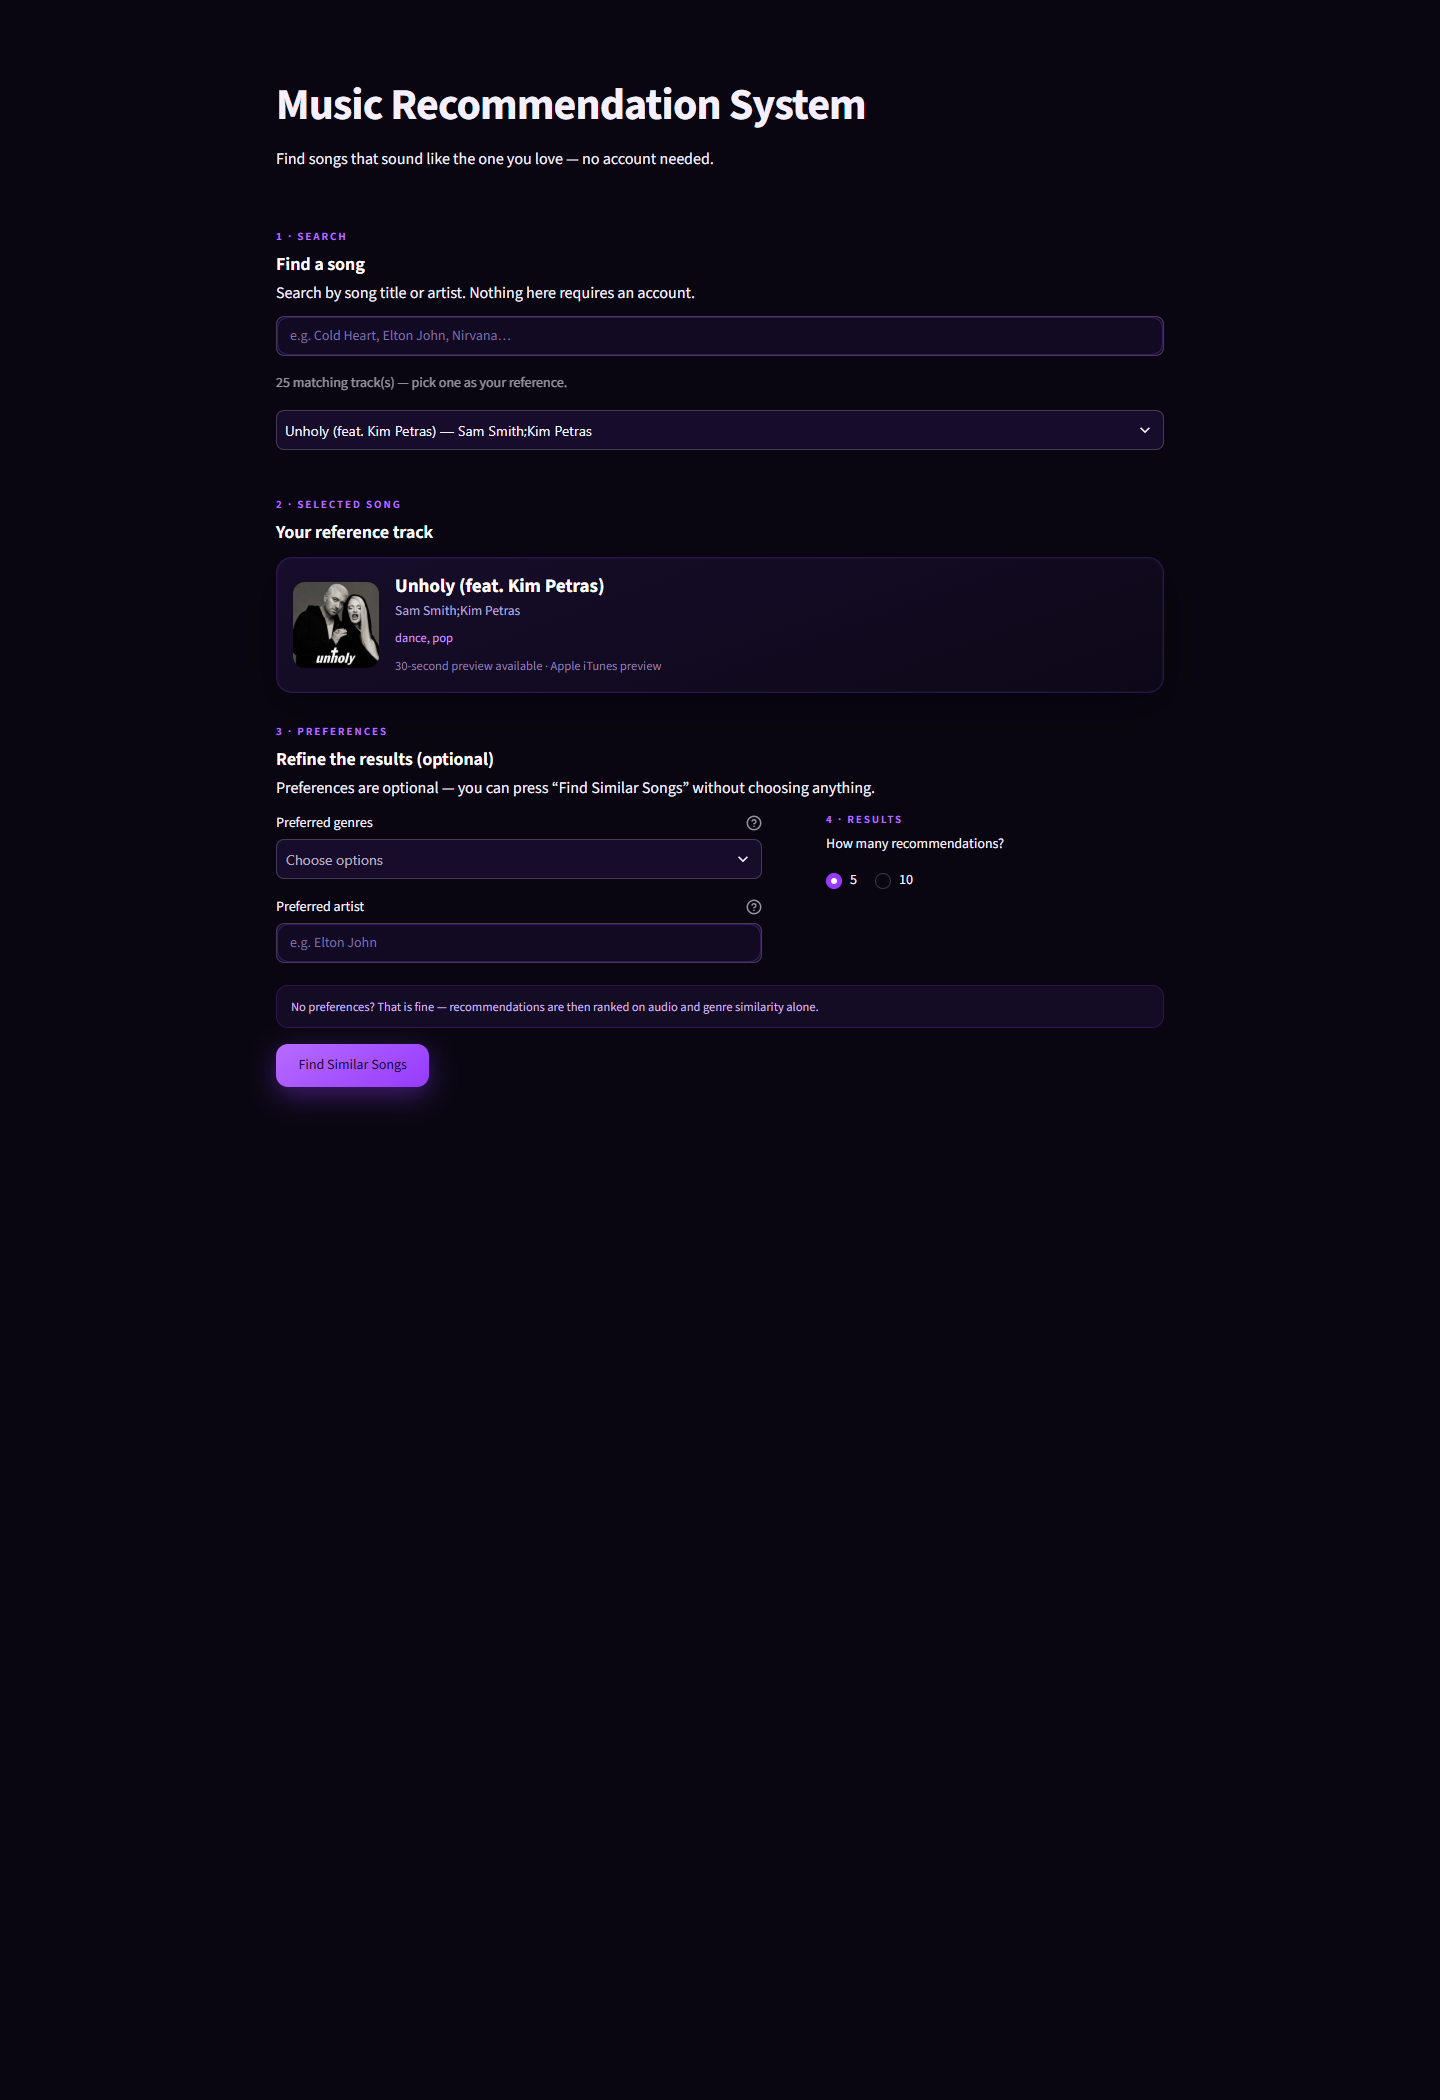 Music Recommendation System
Find songs that sound like the one you love — no account needed.
1 · SEARCH
Find a song
Search by song title or artist. Nothing here requires an account.
e.g. Cold Heart, Elton John, Nirvana…
25 matching track(s) — pick one as your reference.
Unholy (feat. Kim Petras) — Sam Smith;Kim Petras
2 · SELECTED SONG
Your reference track
unholy
Unholy (feat. Kim Petras)
Sam Smith;Kim Petras
dance, pop
30-second preview available · Apple iTunes preview
3 · PREFERENCES
Refine the results (optional)
Preferences are optional — you can press “Find Similar Songs” without choosing anything.
Preferred genres
Choose options
Preferred artist
e.g. Elton John
4 · RESULTS
How many recommendations?
5 10
No preferences? That is fine — recommendations are then ranked on audio and genre similarity alone.
Find Similar Songs